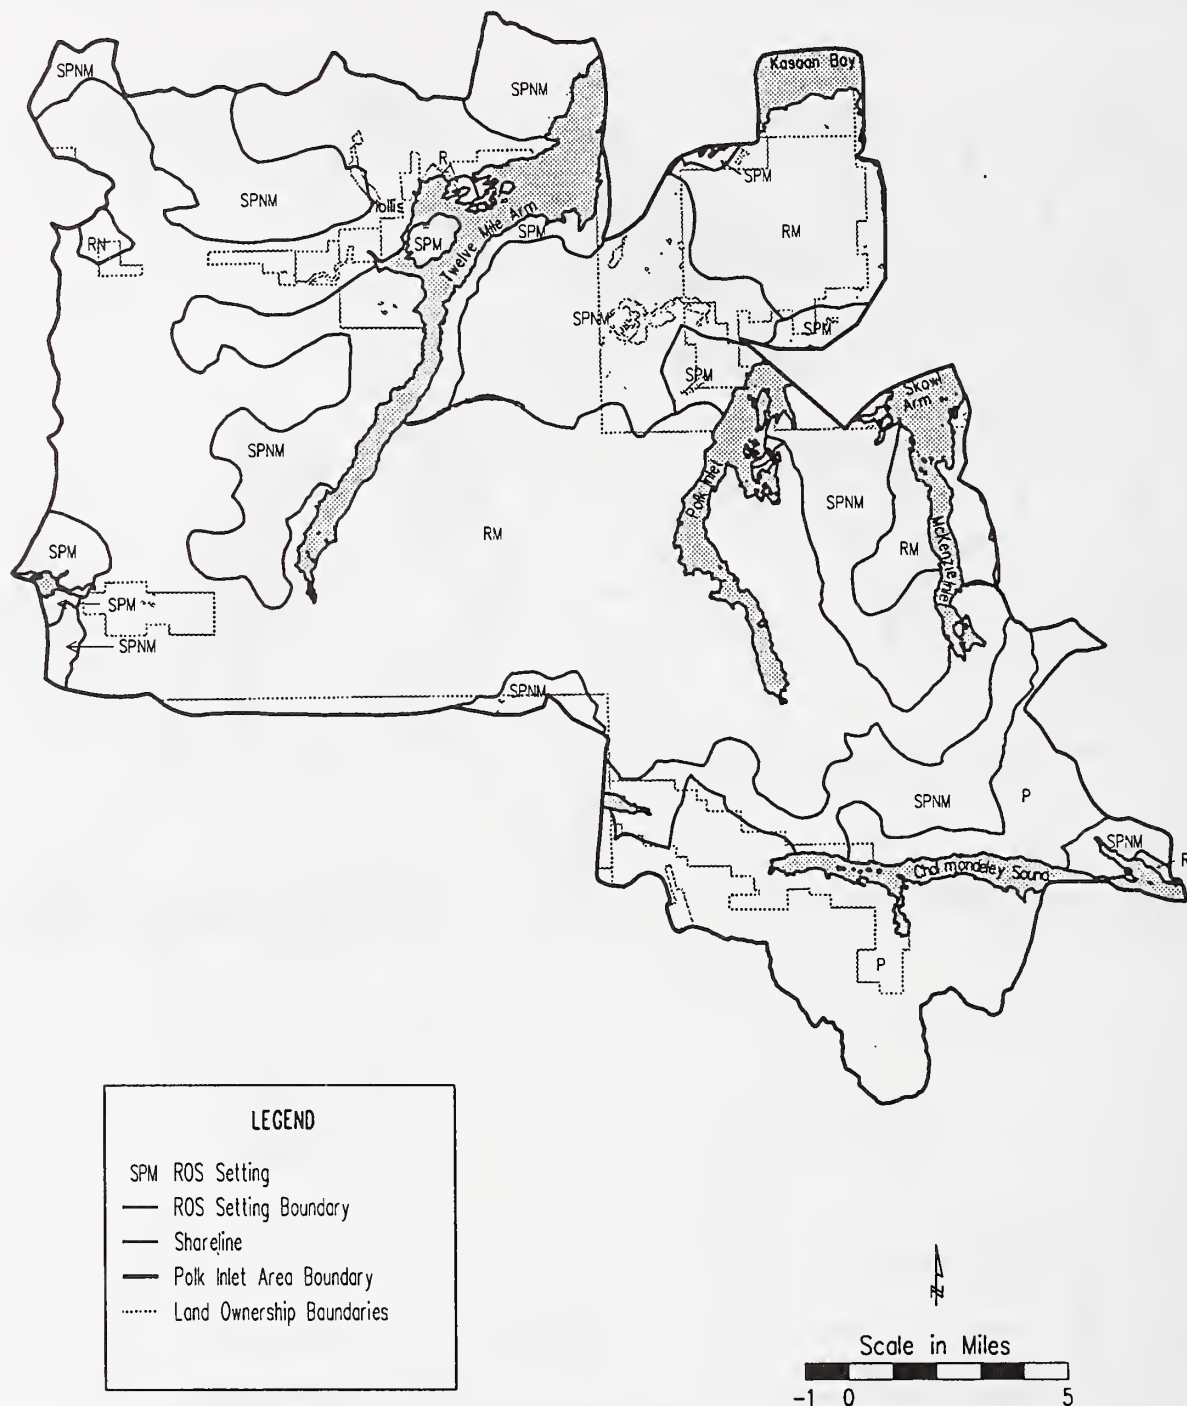 Kasaan Bay
SPNM
SPNM
R
SPM
SPNM
Hollis
RN
SPM
Twelve Mile Arm
SPM
RM
SPNM
SPM
SPM
Skowl
Arm
SPNM
Polk Inlet
SPNM
RM
RM
McKenzie Inlet
SPM
SPM
SPNM
SPNM
SPNM
P
SPNM
R
Cholmondeley Sound
P
LEGEND
SPM ROS Setting
ROS Setting Boundary
Shoreline
Polk Inlet Area Boundary
Land Ownership Boundaries
N
Scale in Miles
-1 0 5